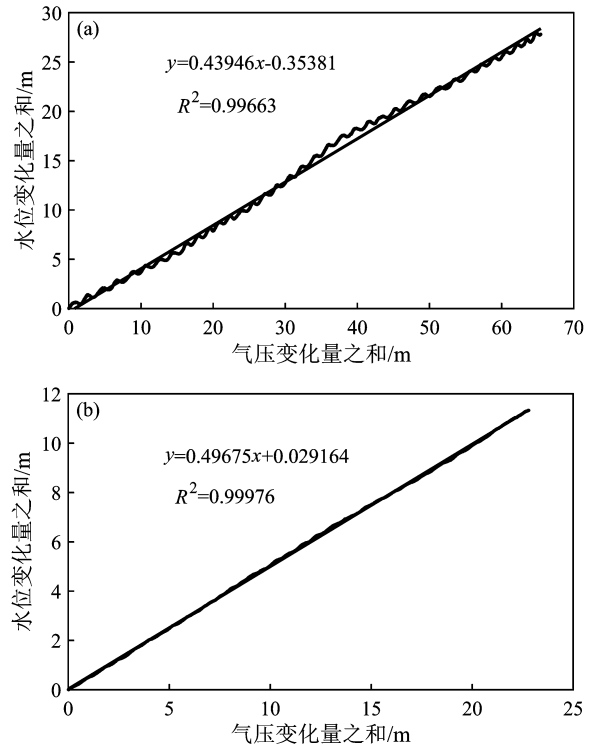 (a)
y=0.43946x-0.35381
R²=0.99663
30
25
20
15
10
5
0
水位变化量之和/m
0 10 20 30 40 50 60 70
气压变化量之和/m
(b)
y=0.49675x+0.029164
R²=0.99976
12
10
8
6
4
2
0
水位变化量之和/m
0 5 10 15 20 25
气压变化量之和/m